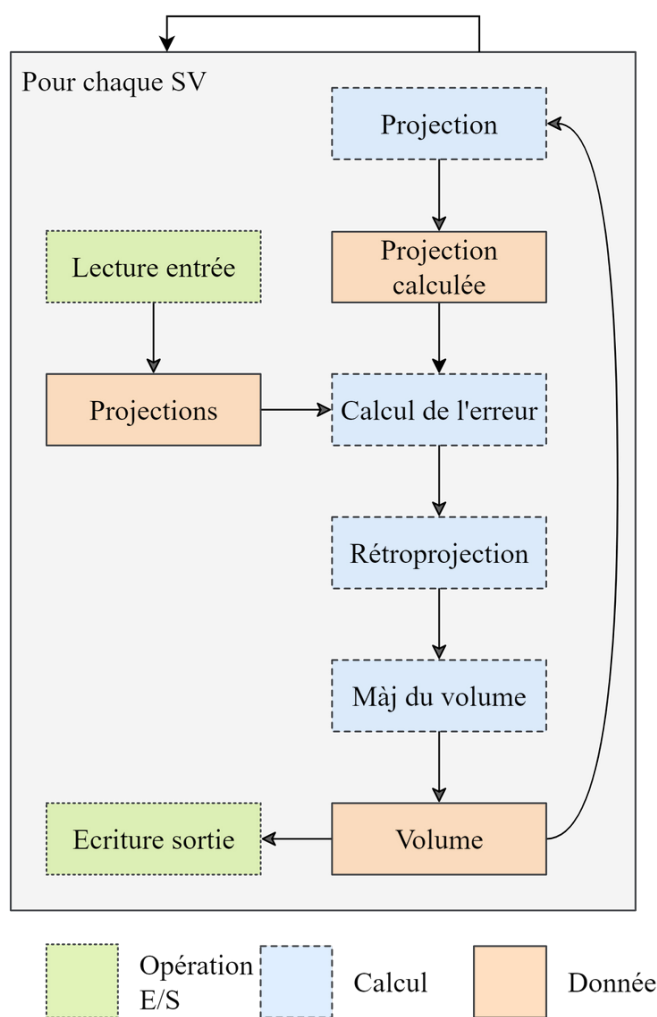 Pour chaque SV
Projection
Lecture entrée
Projection
calculée
Projections
Calcul de l'erreur
Rétroprojection
Màj du volume
Ecriture sortie
Volume
Opération
E/S
Calcul
Donnée